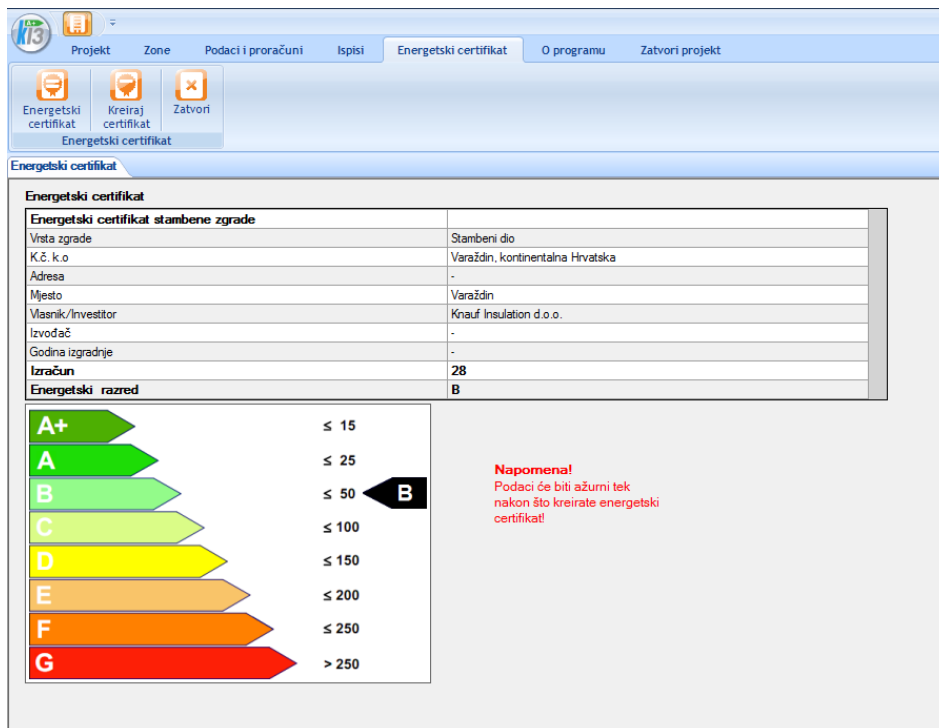 A+
KI3
Projekt Zone Podaci i proračuni Ispisi Energetski certifikat O programu Zatvori projekt
Energetski certifikat
Kreiraj certifikat
Zatvori
Energetski certifikat
Energetski certifikat
Energetski certifikat
Energetski certifikat stambene zgrade
Vrsta zgrade Stambeni dio
K.č. k.o Varaždin, kontinentalna Hrvatska
Adresa -
Mjesto Varaždin
Vlasnik/Investitor Knauf Insulation d.o.o.
Izvođač -
Godina izgradnje -
Izračun 28
Energetski razred B
A+ ≤ 15
A ≤ 25
B ≤ 50 B
C ≤ 100
D ≤ 150
E ≤ 200
F ≤ 250
G > 250
Napomena!
Podaci će biti ažurni tek
nakon što kreirate energetski
certifikat!